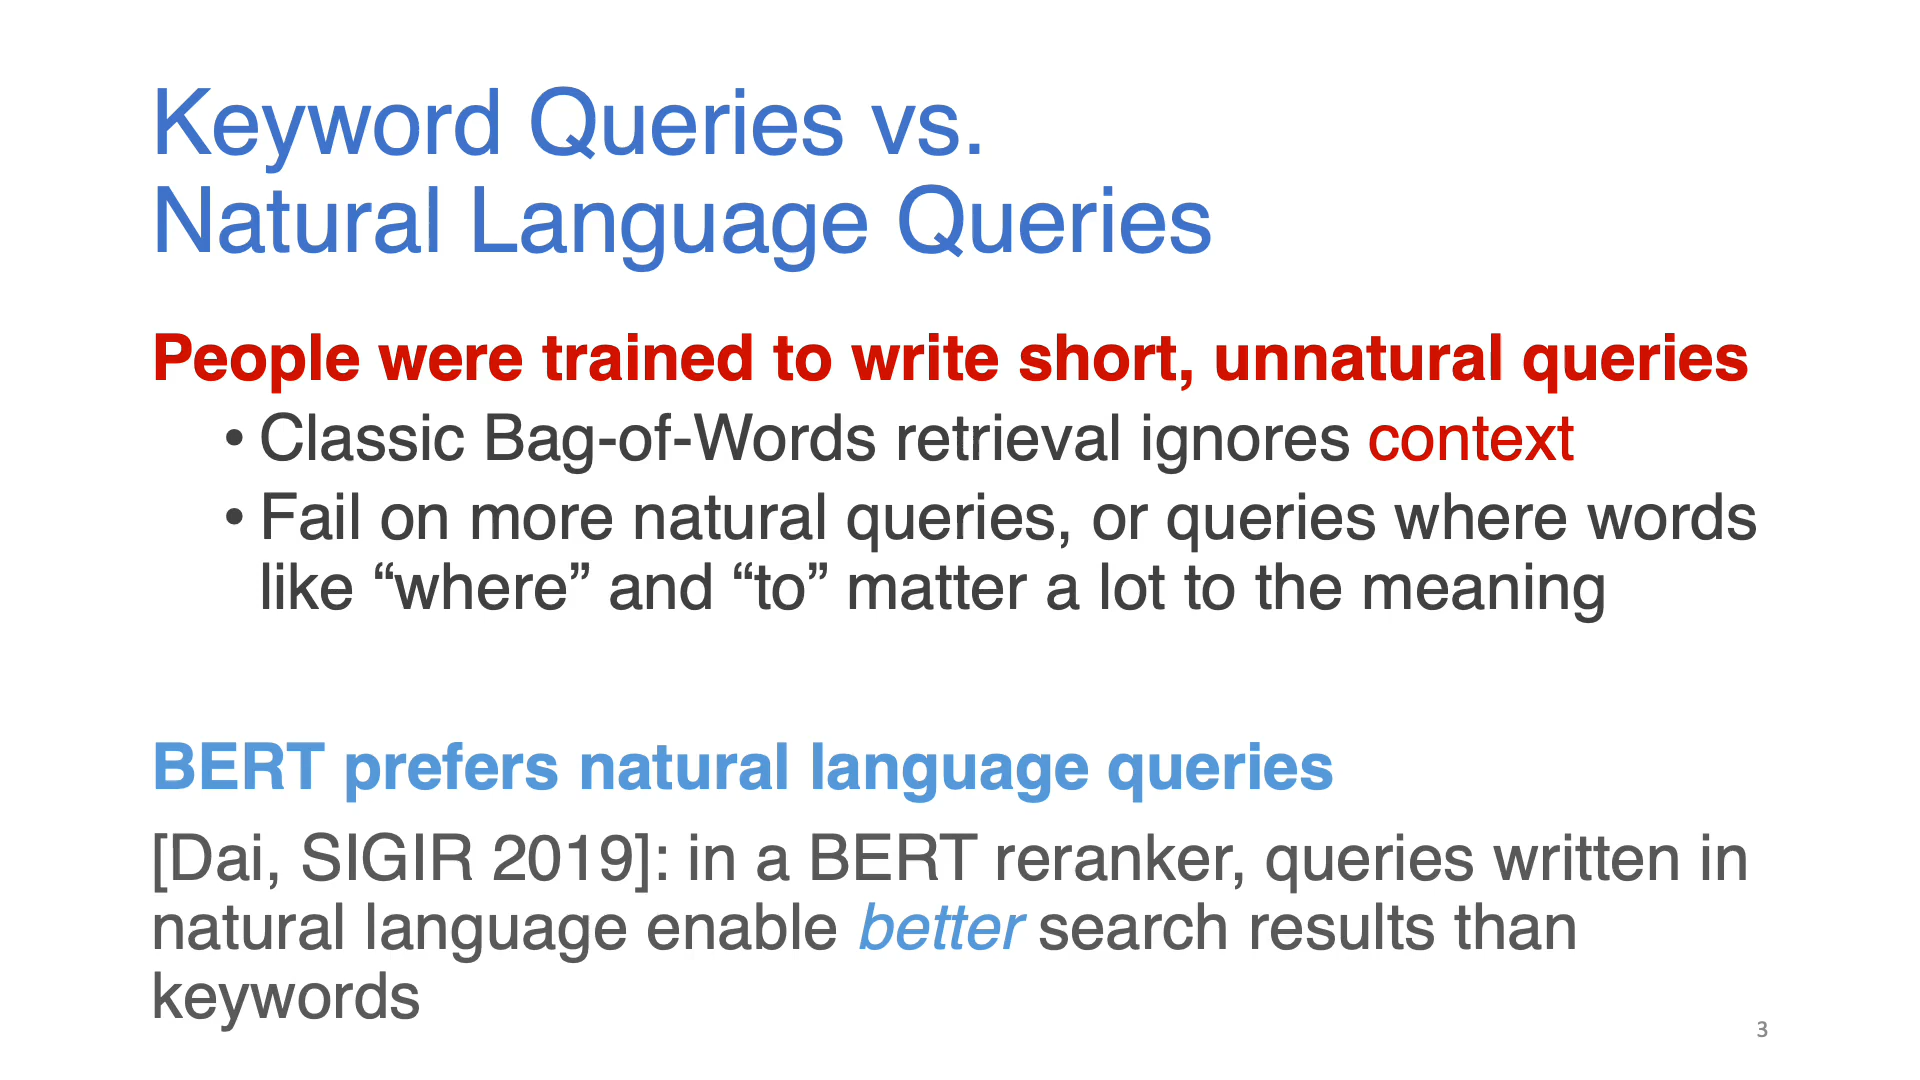 Keyword Queries vs.
Natural Language Queries
People were trained to write short, unnatural queries
• Classic Bag-of-Words retrieval ignores context
• Fail on more natural queries, or queries where words
like “where” and “to” matter a lot to the meaning
BERT prefers natural language queries
[Dai, SIGIR 2019]: in a BERT reranker, queries written in
natural language enable better search results than
keywords
3